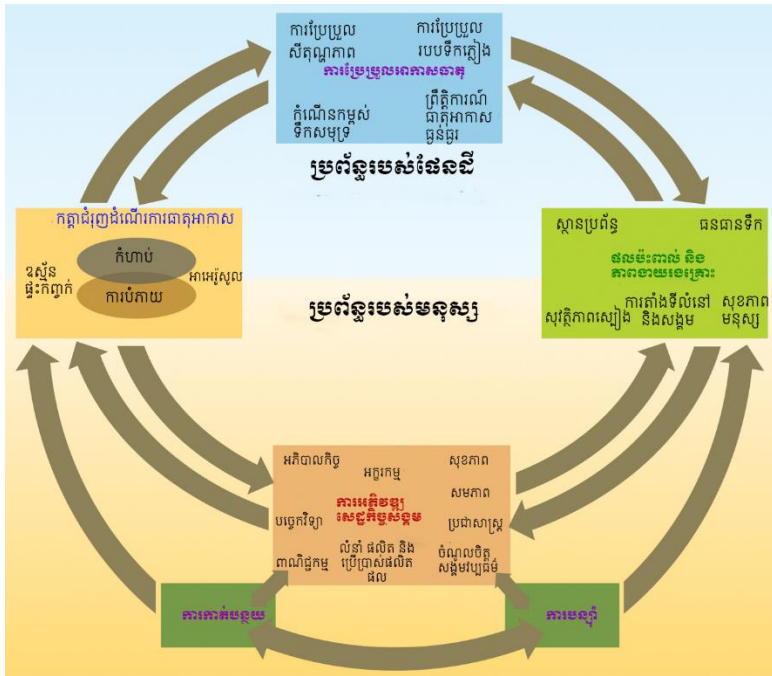 ការប្រែប្រួល
សីតុណ្ហភាព
ការប្រែប្រួល
របបទឹកភ្លៀង
ការប្រែប្រួលអាកាសធាតុ
កំណើនកម្ពស់
ទឹកសមុទ្រ
ព្រឹត្តិការណ៍
ធាតុអាកាស
ធ្ងន់ធ្ងរ
ប្រព័ន្ធរបស់ផែនដី
កត្តាជំរុញដំណើរការធាតុអាកាស
កំហាប់
ឧស្ម័ន
ផ្ទះកញ្ចក់
អាអេរ៉ូសូល
ការបំភាយ
ស្ថានប្រព័ន្ធ
ធនធានទឹក
ផលប៉ះពាល់ និង
ភាពងាយរងគ្រោះ
សុវត្ថិភាពស្បៀង
ការតាំងទីលំនៅ
និងសង្គម
សុខភាព
មនុស្ស
ប្រព័ន្ធរបស់មនុស្ស
អភិបាលកិច្ច
អក្ខរកម្ម
សុខភាព
សមភាព
ការអភិវឌ្ឍ
សេដ្ឋកិច្ចសង្គម
បច្ចេកវិទ្យា
ប្រជាសាស្ត្រ
ពាណិជ្ជកម្ម
លំនាំ ផលិត និង
ប្រើប្រាស់ផលិត
ផល
ចំណូលចិត្ត
សង្គមវប្បធម៌
ការកាត់បន្ថយ
ការបន្ស៊ាំ